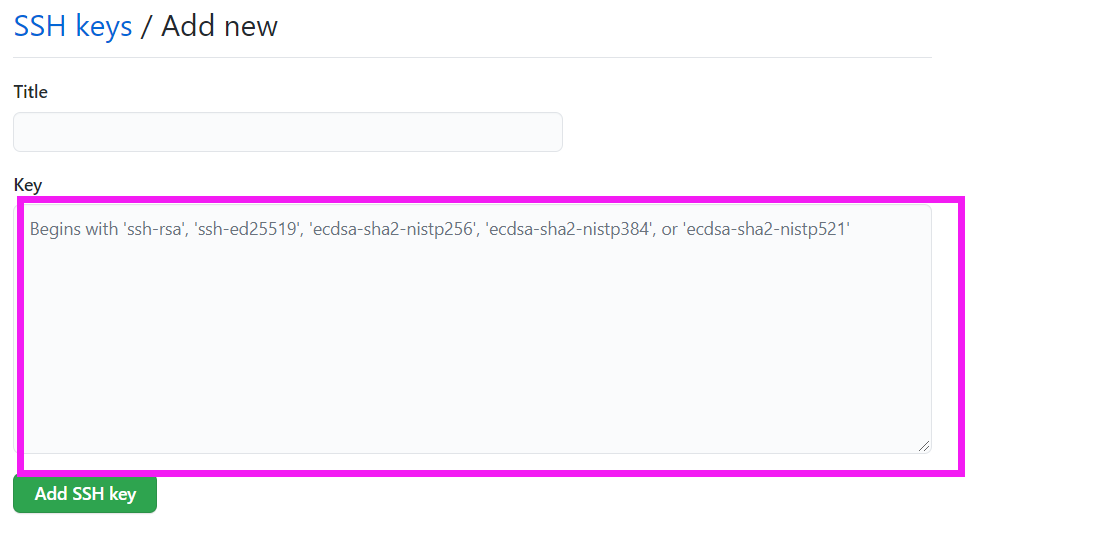 SSH keys / Add new
Title
Key
Begins with 'ssh-rsa', 'ssh-ed25519', 'ecdsa-sha2-nistp256', 'ecdsa-sha2-nistp384', or 'ecdsa-sha2-nistp521'
Add SSH key